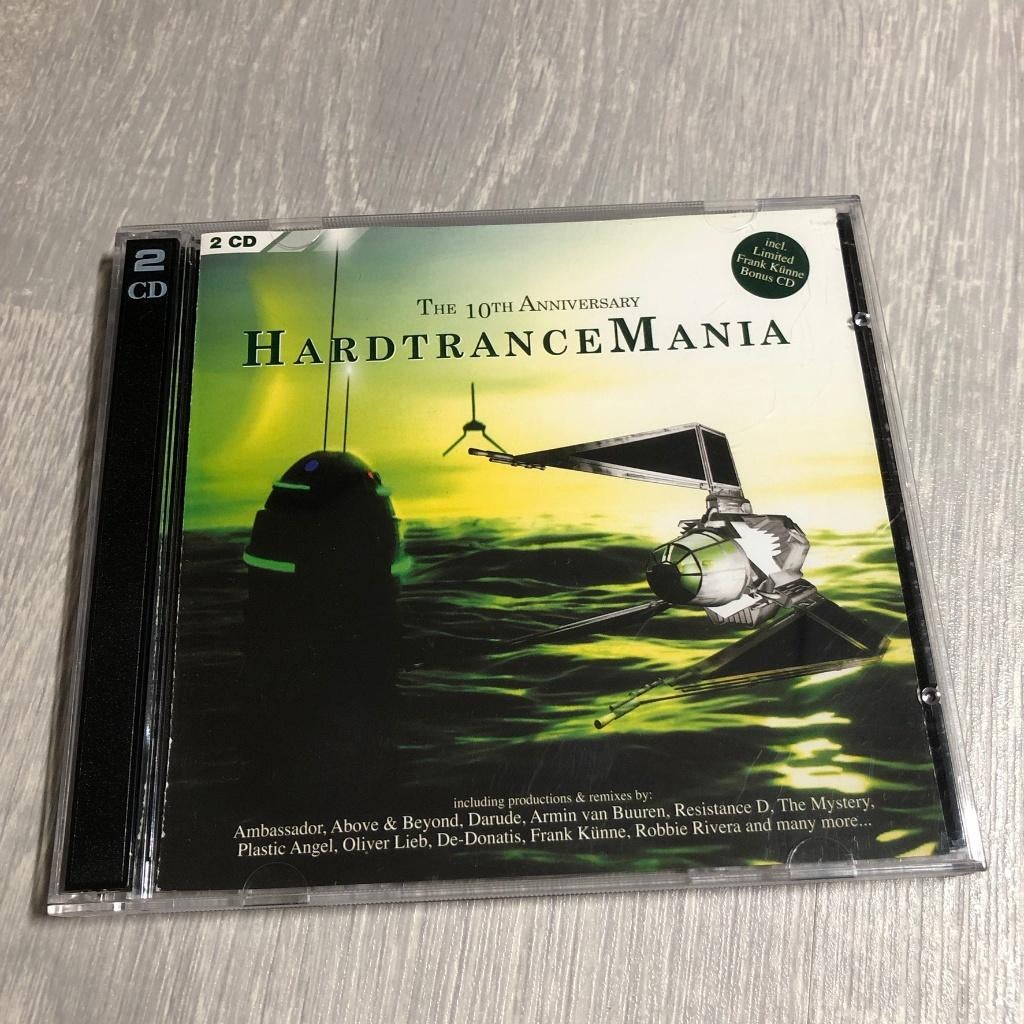 2
CD
2 CD
incl.
Limited
Frank Künne
Bonus CD
THE 10TH ANNIVERSARY
HARDTRANCEMANIA
including productions & remixes by:
Ambassador, Above & Beyond, Darude, Armin van Buuren, Resistance D, The Mystery,
Plastic Angel, Oliver Lieb, De-Donatis, Frank Künne, Robbie Rivera and many more...